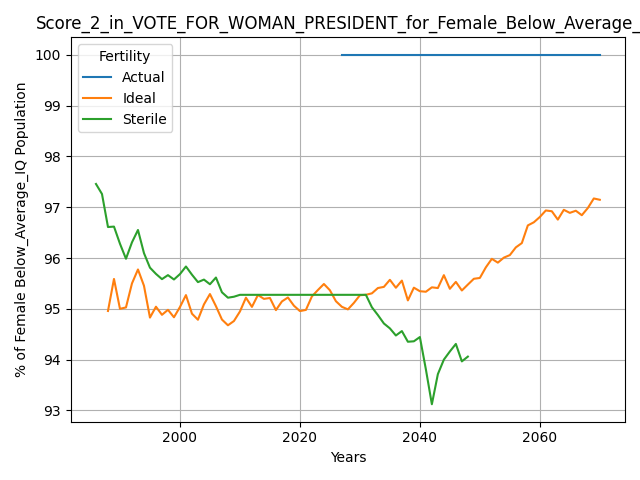 Score_2_in_VOTE_FOR_WOMAN_PRESIDENT_for_Female_Below_Average_
Fertility
Actual
Ideal
Sterile
% of Female Below_Average_IQ Population
100
99
98
97
96
95
94
93
2000
2020
2040
2060
Years